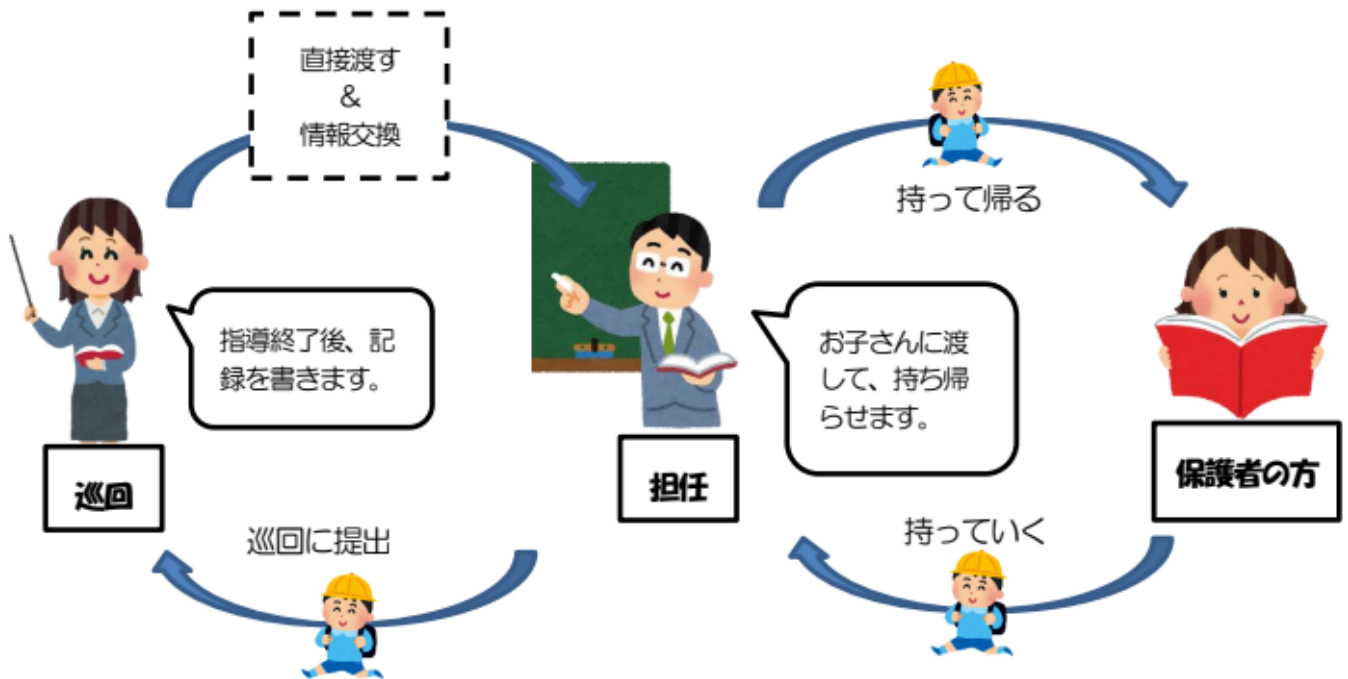 直接渡す
&
情報交換
持って帰る
指導終了後、記
録を書きます。
お子さんに渡
して、持ち帰
らせます。
巡回
担任
保護者の方
巡回に提出
持っていく